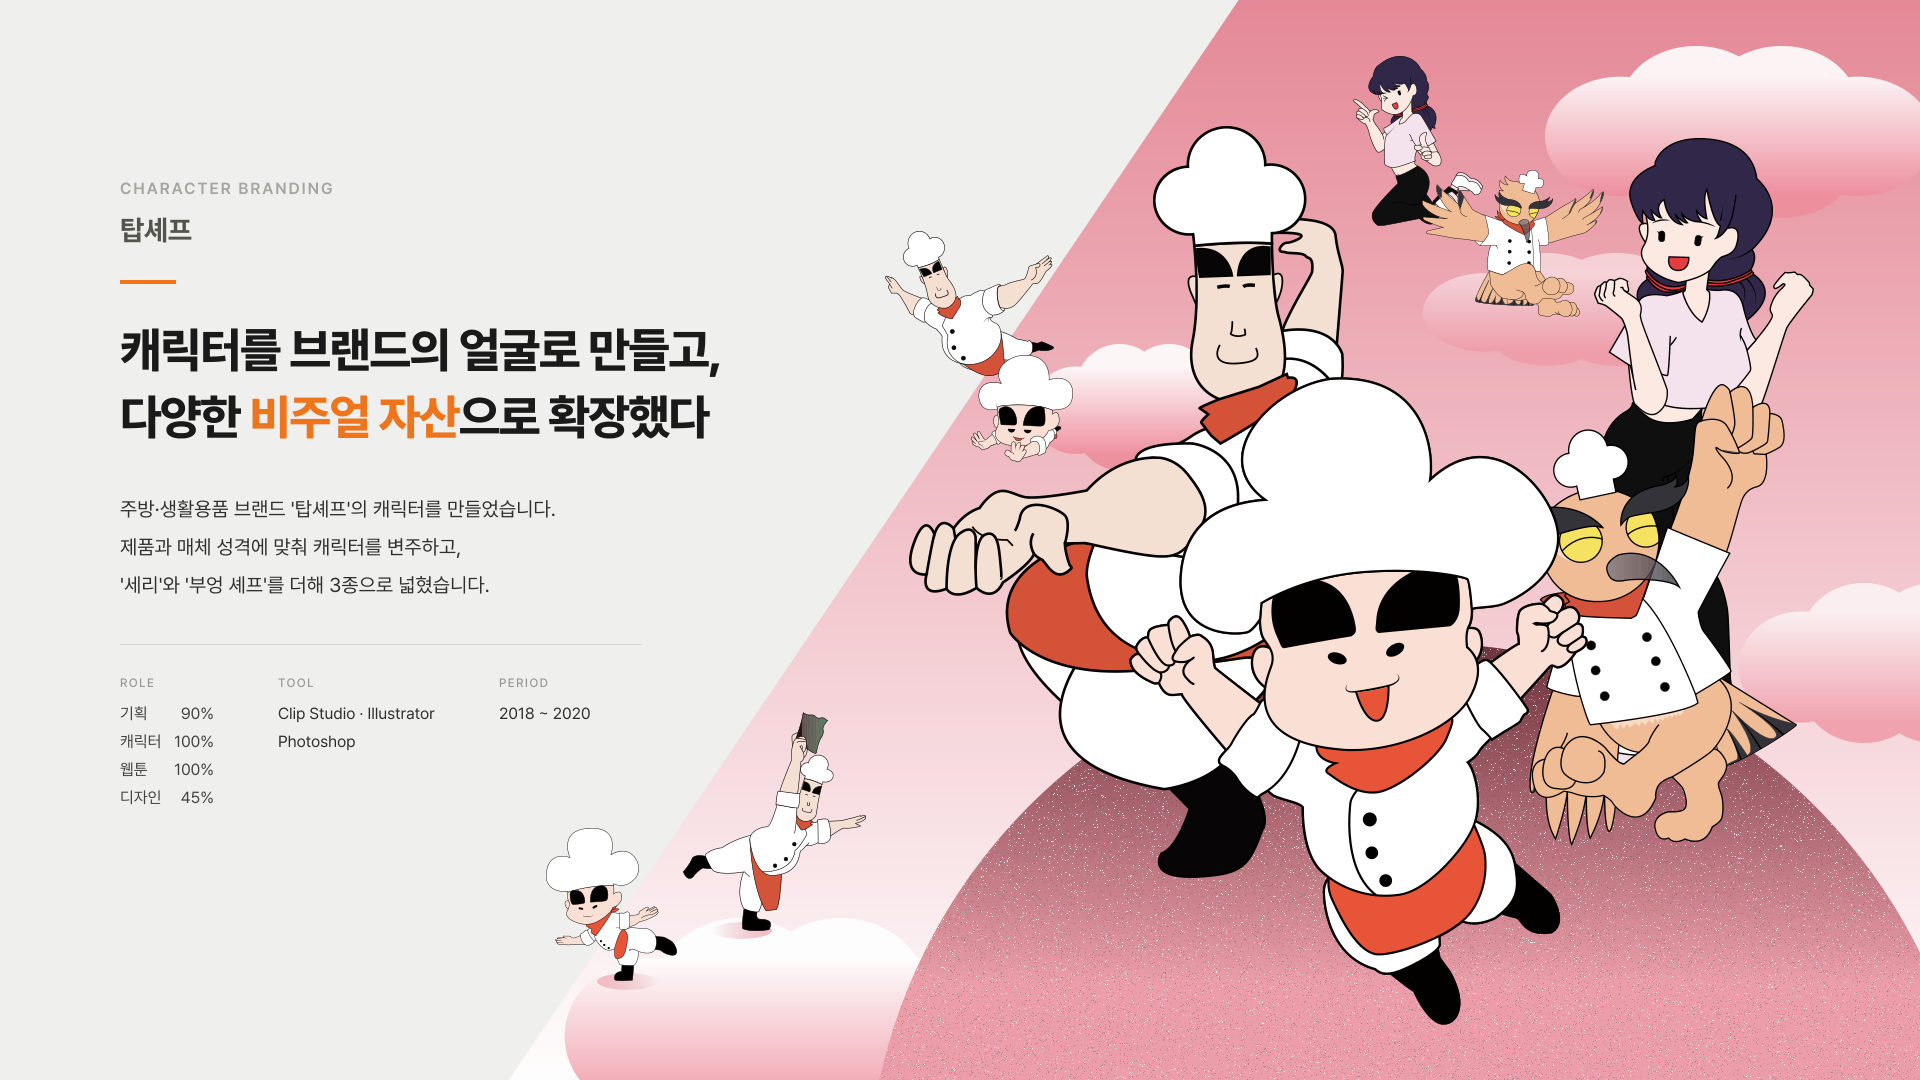 CHARACTER BRANDING
탑셰프
캐릭터를 브랜드의 얼굴로 만들고,
다양한 비주얼 자산으로 확장했다
주방·생활용품 브랜드 '탑셰프'의 캐릭터를 만들었습니다.
제품과 매체 성격에 맞춰 캐릭터를 변주하고,
'세리'와 '부엉 셰프'를 더해 3종으로 넓혔습니다.
ROLE
기획 90%
캐릭터 100%
웹툰 100%
디자인 45%
TOOL
Clip Studio · Illustrator
Photoshop
PERIOD
2018 ~ 2020